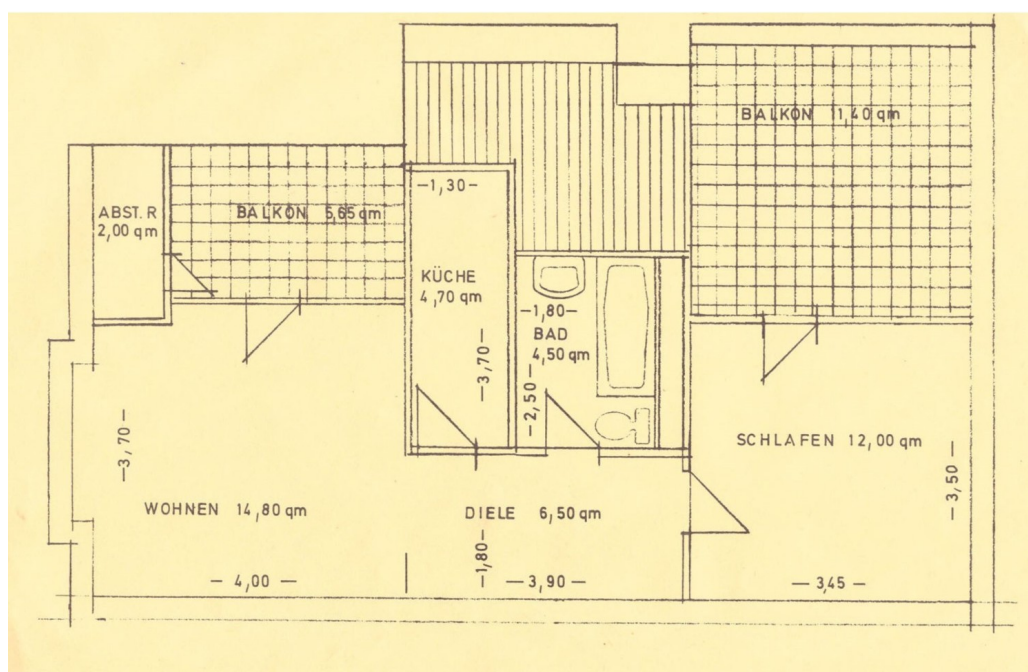 BALKON 11,40 qm
-1,30-
ABST. R
2,00 qm
BALKON 5,65 qm
KÜCHE
4,70 qm
-1,80-
BAD
4,50 qm
-3,70-
-2,50-
-3,70-
SCHLAFEN 12,00 qm
-3,50-
WOHNEN 14,80 qm
DIELE 6,50 qm
-1,80-
- 4,00 -
-3,90-
- 3,45 -